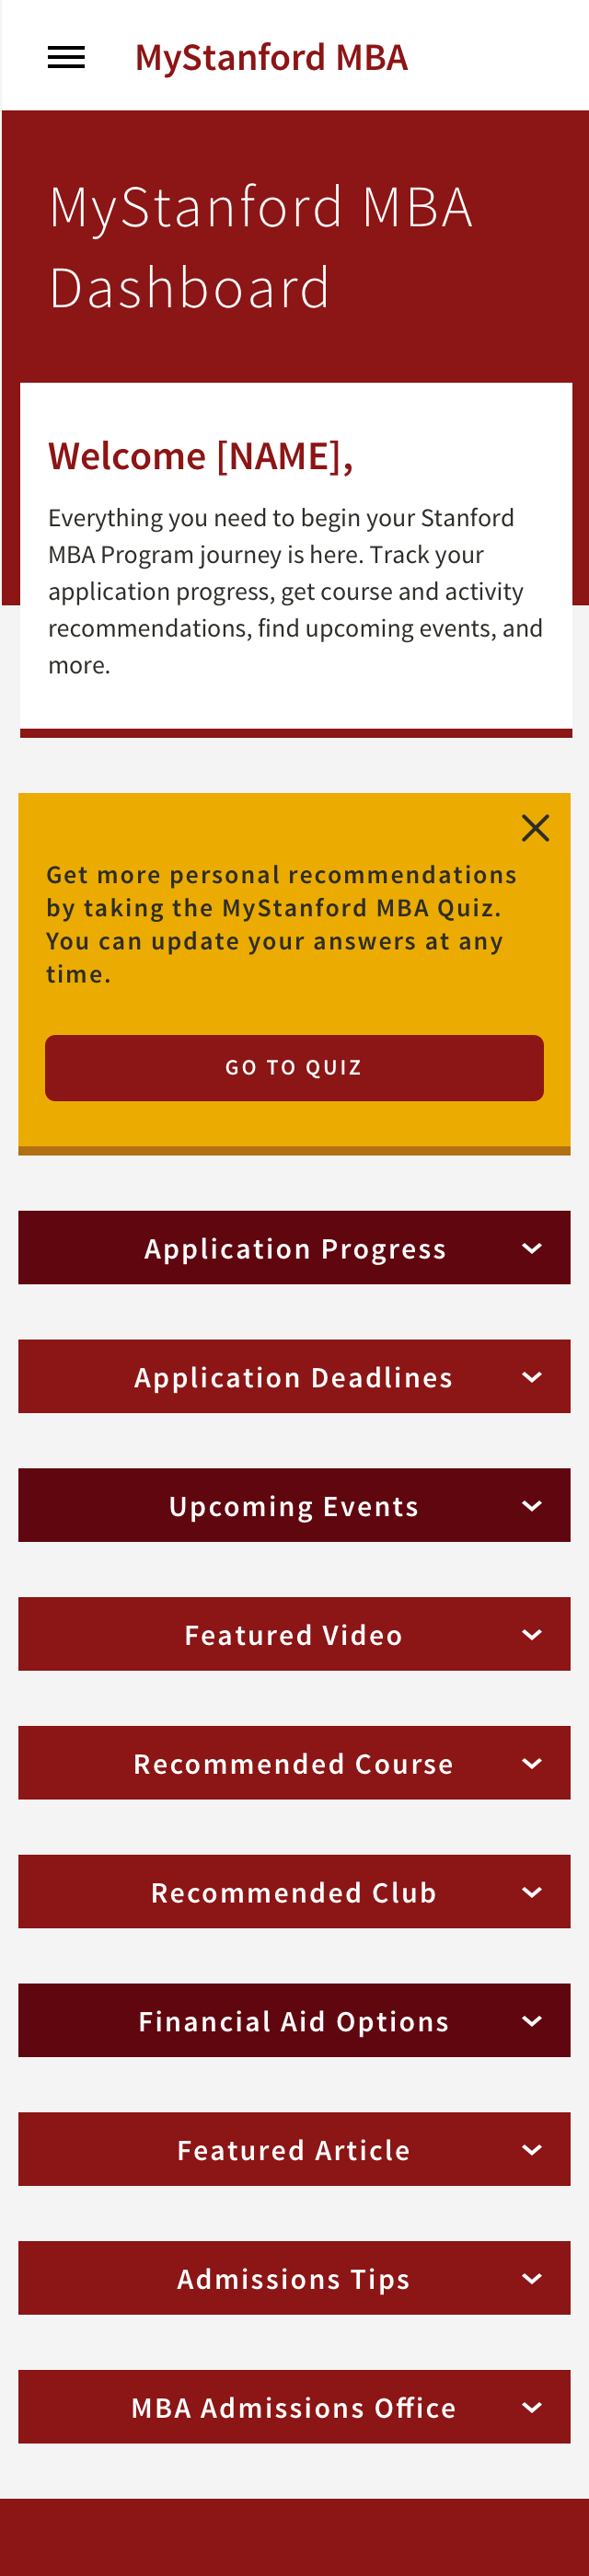 MyStanford MBA
MyStanford MBA
Dashboard
Welcome [NAME],
Everything you need to begin your Stanford
MBA Program journey is here. Track your
application progress, get course and activity
recommendations, find upcoming events, and
more.
Get more personal recommendations
by taking the MyStanford MBA Quiz.
You can update your answers at any
time.
GO TO QUIZ
Application Progress
Application Deadlines
Upcoming Events
Featured Video
Recommended Course
Recommended Club
Financial Aid Options
Featured Article
Admissions Tips
MBA Admissions Office